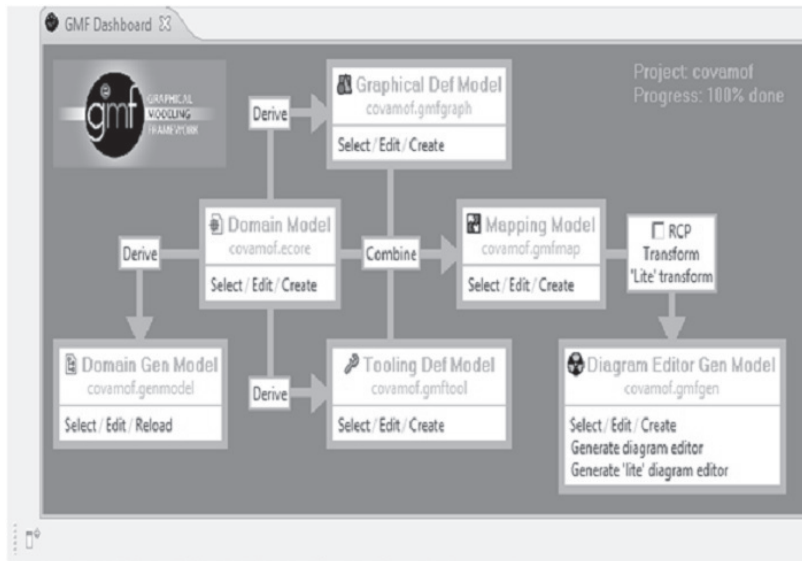 GMF Dashboard
gmf
GRAPHICAL
MODELING
FRAMEWORK
Project: covamof
Progress: 100% done
Graphical Def Model
covamof.gmfgraph
Select / Edit / Create
Derive
Domain Model
covamof.ecore
Select / Edit / Create
Derive
Combine
Mapping Model
covamof.gmfmap
Select / Edit / Create
RCP
Transform
'Lite' transform
Domain Gen Model
covamof.genmodel
Select / Edit / Reload
Derive
Tooling Def Model
covamof.gmftool
Select / Edit / Create
Diagram Editor Gen Model
covamof.gmfgen
Select / Edit / Create
Generate diagram editor
Generate 'lite' diagram editor